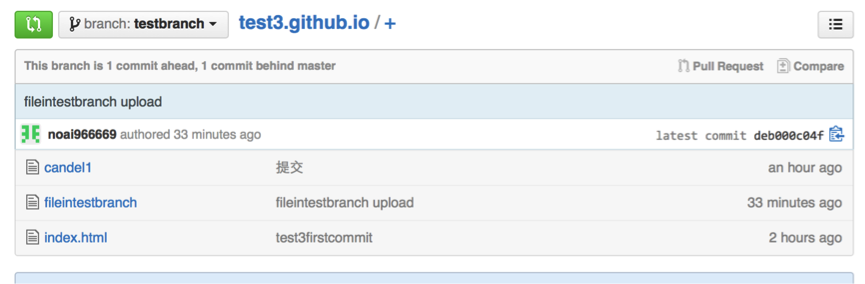 branch: testbranch test3.github.io / +
This branch is 1 commit ahead, 1 commit behind master Pull Request Compare
fileintestbranch upload
noai966669 authored 33 minutes ago latest commit deb000c04f
candel1 提交 an hour ago
fileintestbranch fileintestbranch upload 33 minutes ago
index.html test3firstcommit 2 hours ago